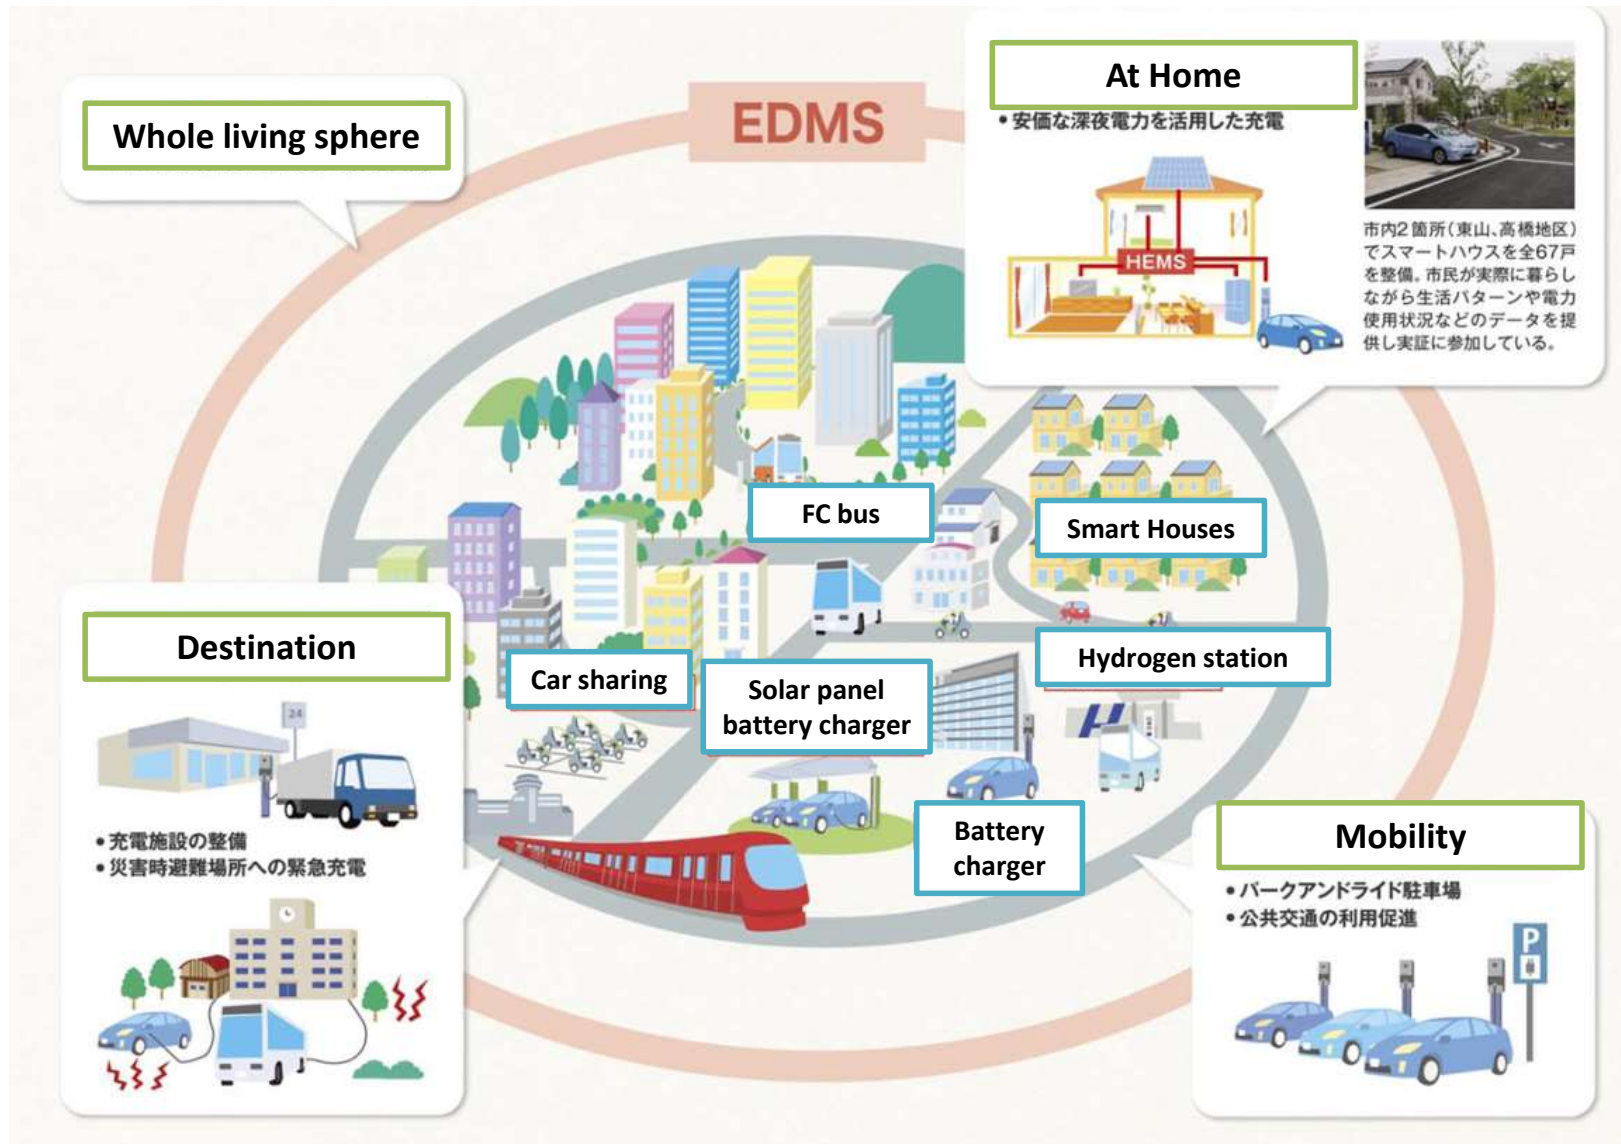 EDMS
Whole living sphere
At Home
•安価な深夜電力を活用した充電
HEMS
市内2箇所(東山、高橋地区)
でスマートハウスを全67戸
を整備。市民が実際に暮らし
ながら生活パターンや電力
使用状況などのデータを提
供し実証に参加している。
FC bus
Smart Houses
Destination
24
•充電施設の整備
•災害時避難場所への緊急充電
Car sharing
Solar panel
battery charger
Hydrogen station
H
Battery
charger
Mobility
•パークアンドライド駐車場
•公共交通の利用促進
P